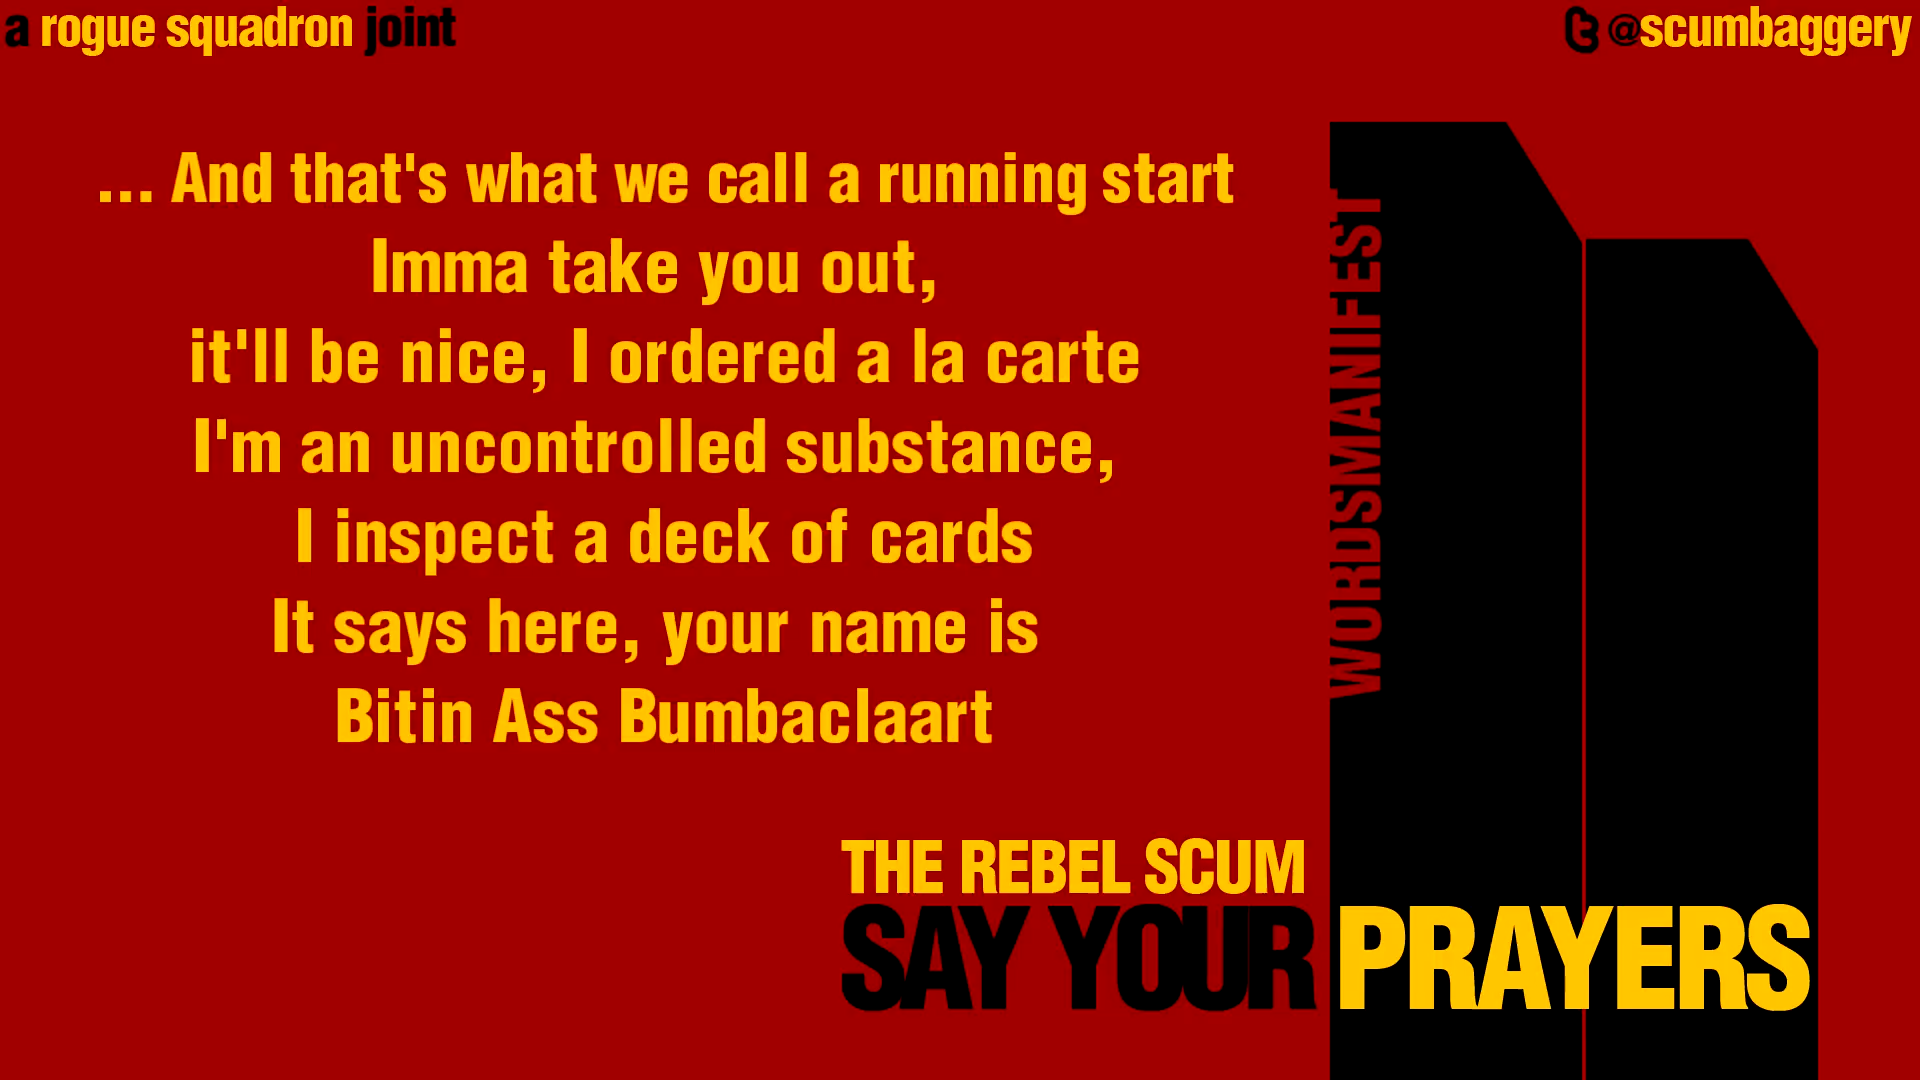 a rogue squadron joint
@scumbaggery
... And that's what we call a running start
Imma take you out,
it'll be nice, I ordered a la carte
I'm an uncontrolled substance,
I inspect a deck of cards
It says here, your name is
Bitin Ass Bumbaclaart
WORDSMANIFEST
THE REBEL SCUM
SAY YOUR PRAYERS